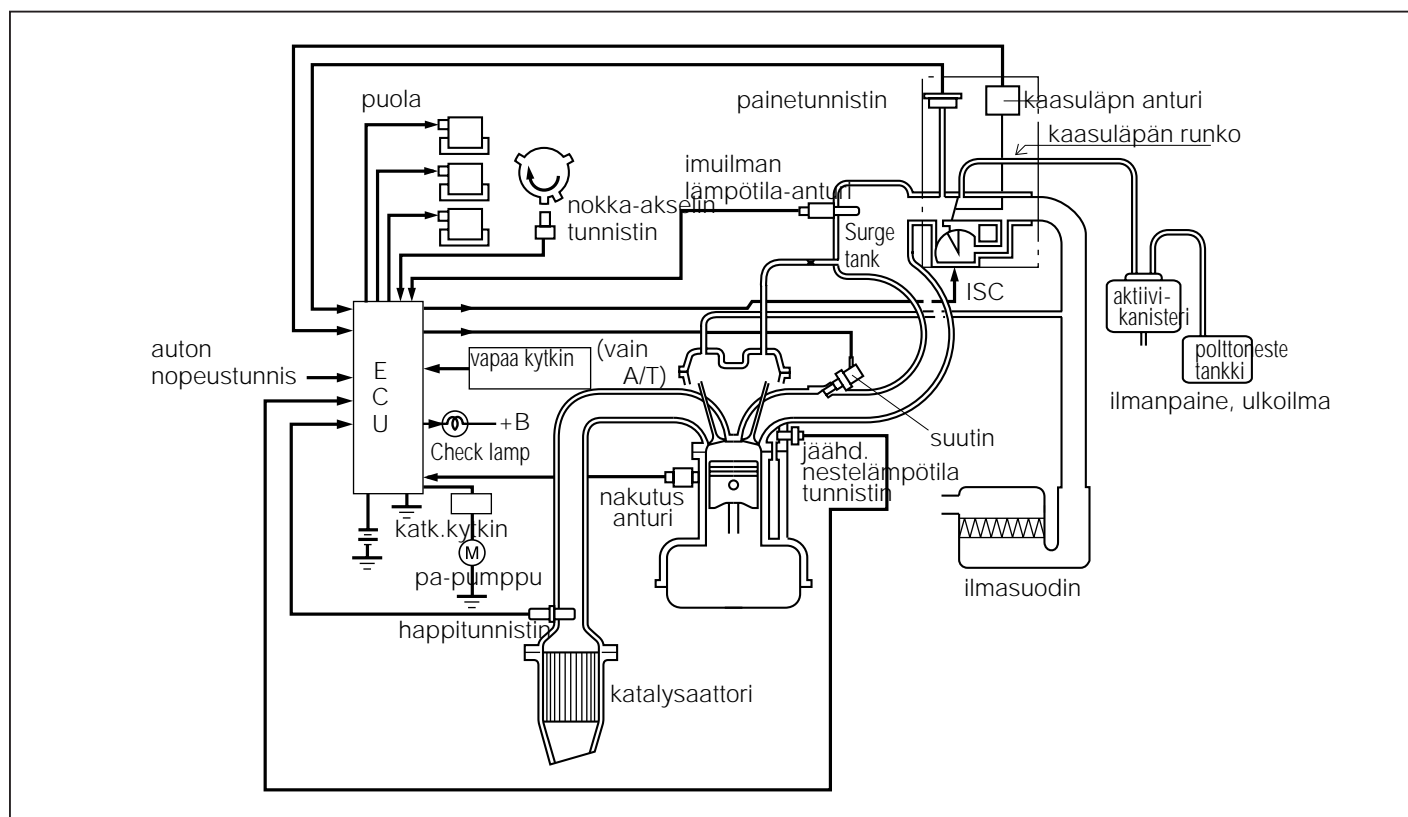 puola
painetunnistin
kaasuläpn anturi
kaasuläpän runko
imuilman
lämpötila-anturi
nokka-akselin
tunnistin
Surge
tank
ISC
aktiivi-
kanisteri
polttoneste
tankki
ilmanpaine, ulkoilma
auton
nopeustunnis
E
C
U
vapaa kytkin
(vain
A/T)
+B
Check lamp
suutin
jäähd.
nestelämpötila
tunnistin
nakutus
anturi
katk.kytkin
M
pa-pumppu
ilmasuodin
happitunnistin
katalysaattori